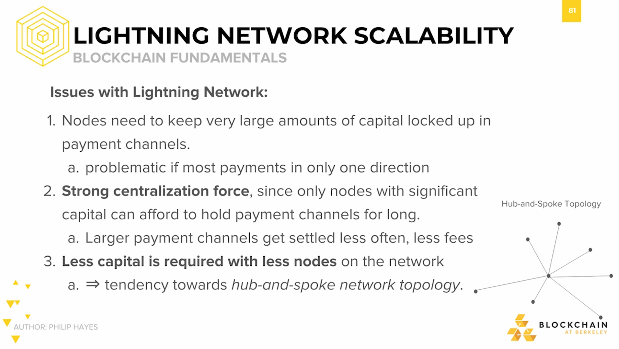 81
LIGHTNING NETWORK SCALABILITY
BLOCKCHAIN FUNDAMENTALS
Issues with Lightning Network:
1. Nodes need to keep very large amounts of capital locked up in
payment channels.
a. problematic if most payments in only one direction
2. Strong centralization force, since only nodes with significant
capital can afford to hold payment channels for long.
a. Larger payment channels get settled less often, less fees
3. Less capital is required with less nodes on the network
a. ⇒ tendency towards hub-and-spoke network topology.
Hub-and-Spoke Topology
AUTHOR: PHILIP HAYES
BLOCKCHAIN
AT BERKELEY